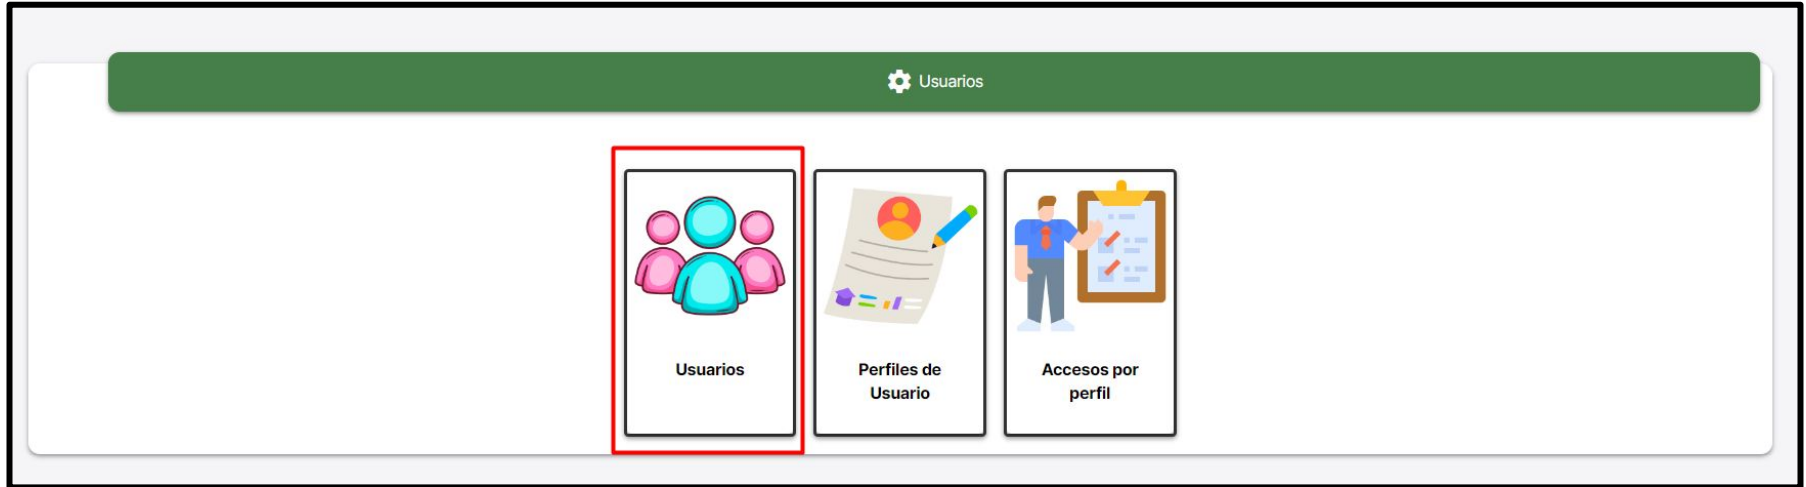 Usuarios
Usuarios
Perfiles de
Usuario
Accesos por
perfil